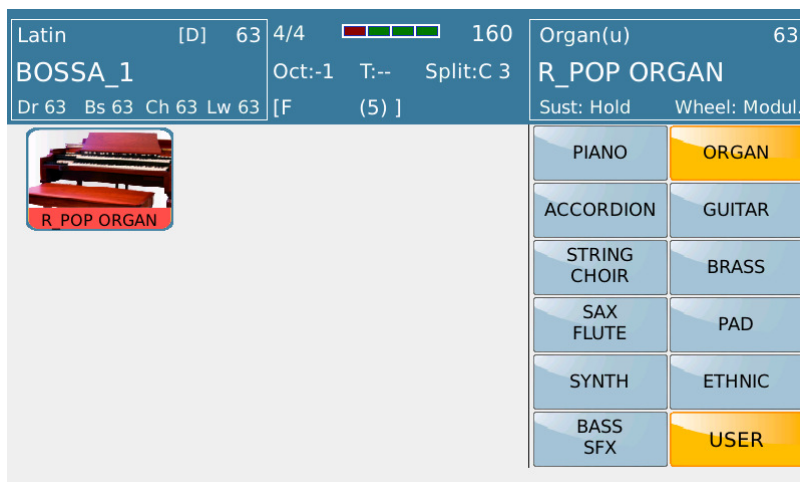 Latin [D] 63
BOSSA_1
Dr 63 Bs 63 Ch 63 Lw 63
4/4 160
Oct:-1 T:-- Split:C 3
[F (5) ]
Organ(u) 63
R_POP ORGAN
Sust: Hold Wheel: Modul.
R_POP ORGAN
PIANO ORGAN
ACCORDION GUITAR
STRING
CHOIR
BRASS
SAX
FLUTE
PAD
SYNTH ETHNIC
BASS
SFX
USER